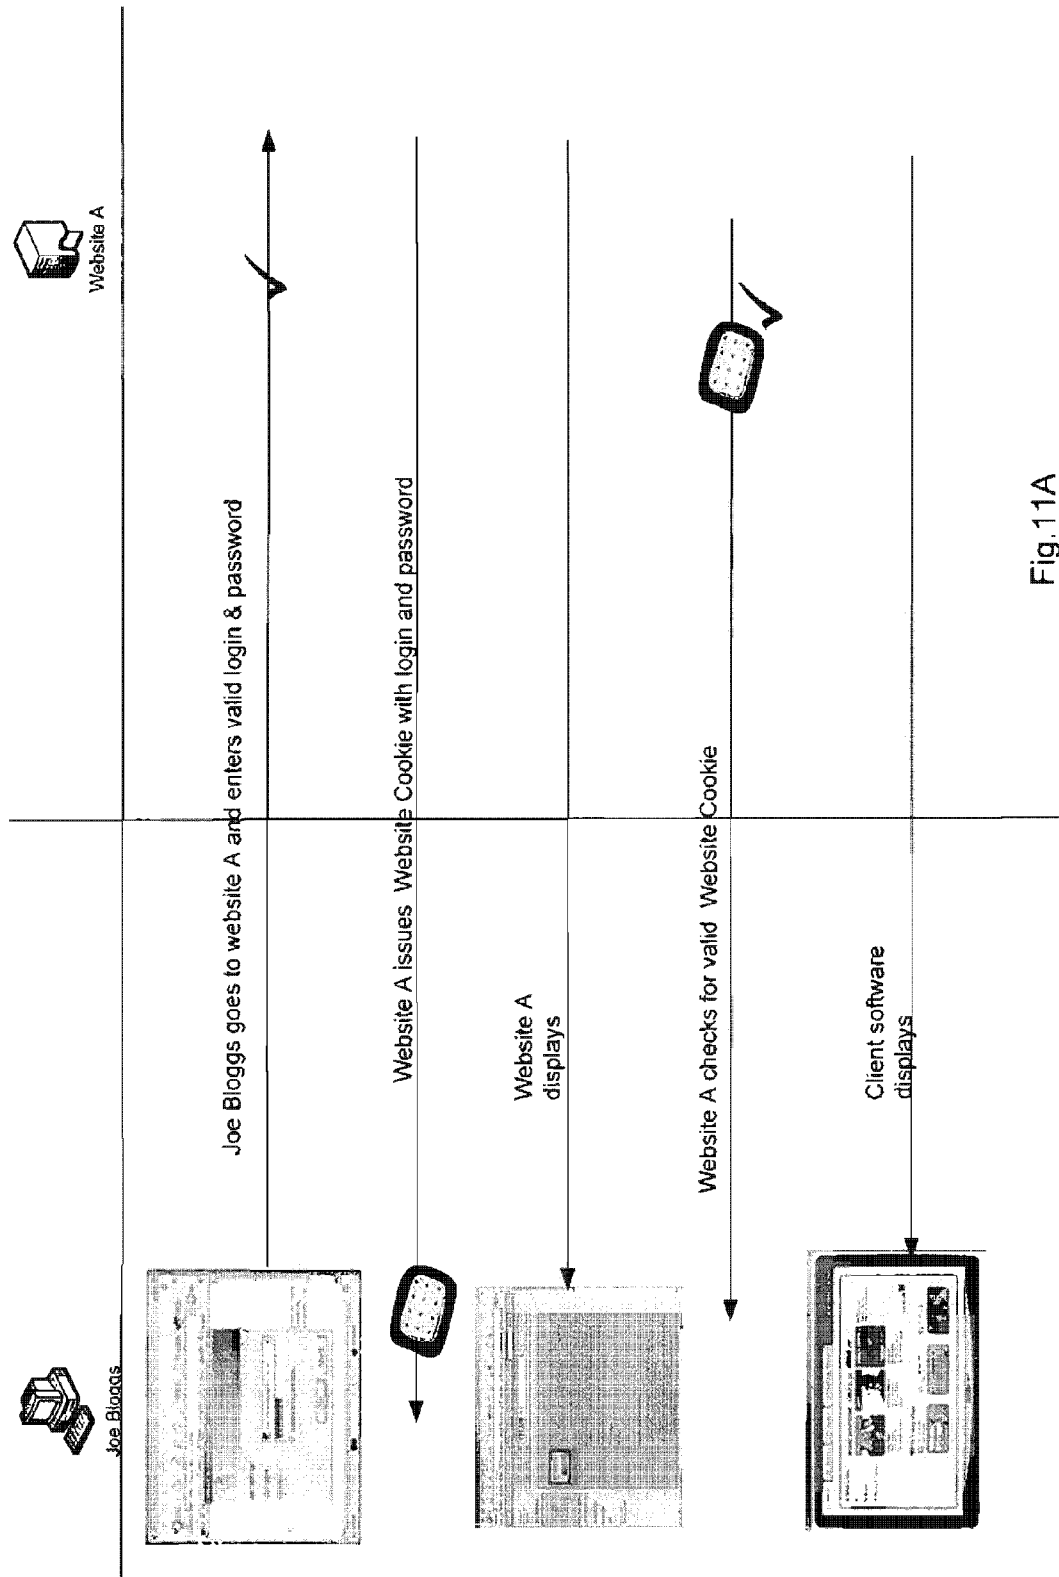 Joe Bloggs
Website A
Joe Bloggs goes to website A and enters valid login & password
Website A issues Website Cookie with login and password
Website A
displays
Website A checks for valid Website Cookie
Client software
displays
Fig.11A